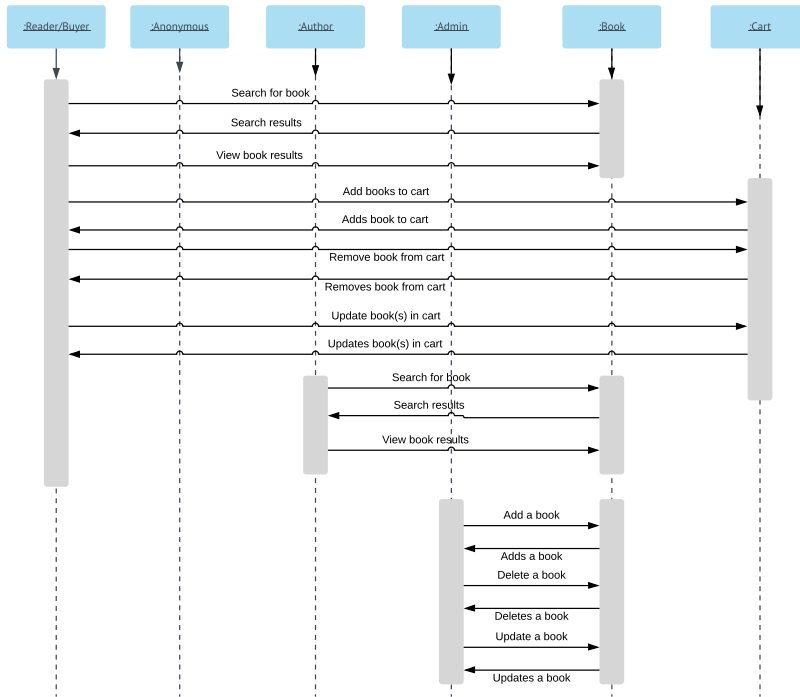 :Reader/Buyer
:Anonymous
:Author
:Admin
:Book
:Cart
Search for book
Search results
View book results
Add books to cart
Adds book to cart
Remove book from cart
Removes book from cart
Update book(s) in cart
Updates book(s) in cart
Search for book
Search results
View book results
Add a book
Adds a book
Delete a book
Deletes a book
Update a book
Updates a book